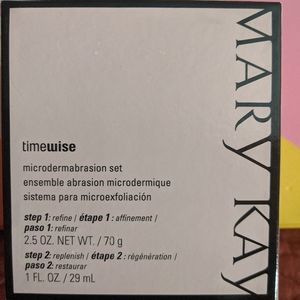 MARY KAY
timewise
microdermabrasion set
ensemble abrasion microdermique
sistema para microexfoliación
step 1: refine / étape 1 : affinement /
paso 1: refinar
2.5 OZ. NET WT. / 70 g
step 2: replenish / étape 2 : régénération /
paso 2: restaurar
1 FL. OZ. / 29 mL